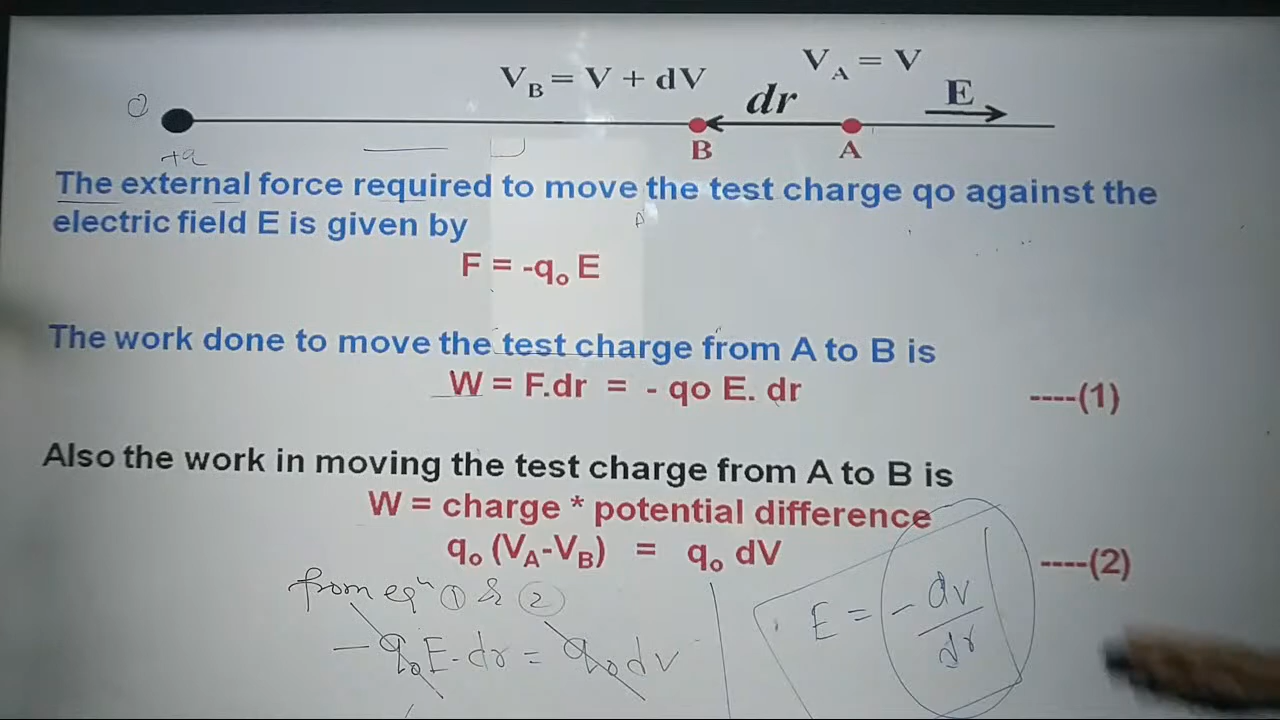 V_A = V
V_B = V + dV
dr
E
Q
B
A
+q
The external force required to move the test charge qo against the
electric field E is given by
F = -q₀ E
The work done to move the test charge from A to B is
W = F.dr = - qo E. dr ----(1)
Also the work in moving the test charge from A to B is
W = charge * potential difference
q₀ (V_A-V_B) = q₀ dV ----(2)
from eqⁿ ① & ②
- q₀ E. dr = q₀ dv
E = - dv/dr